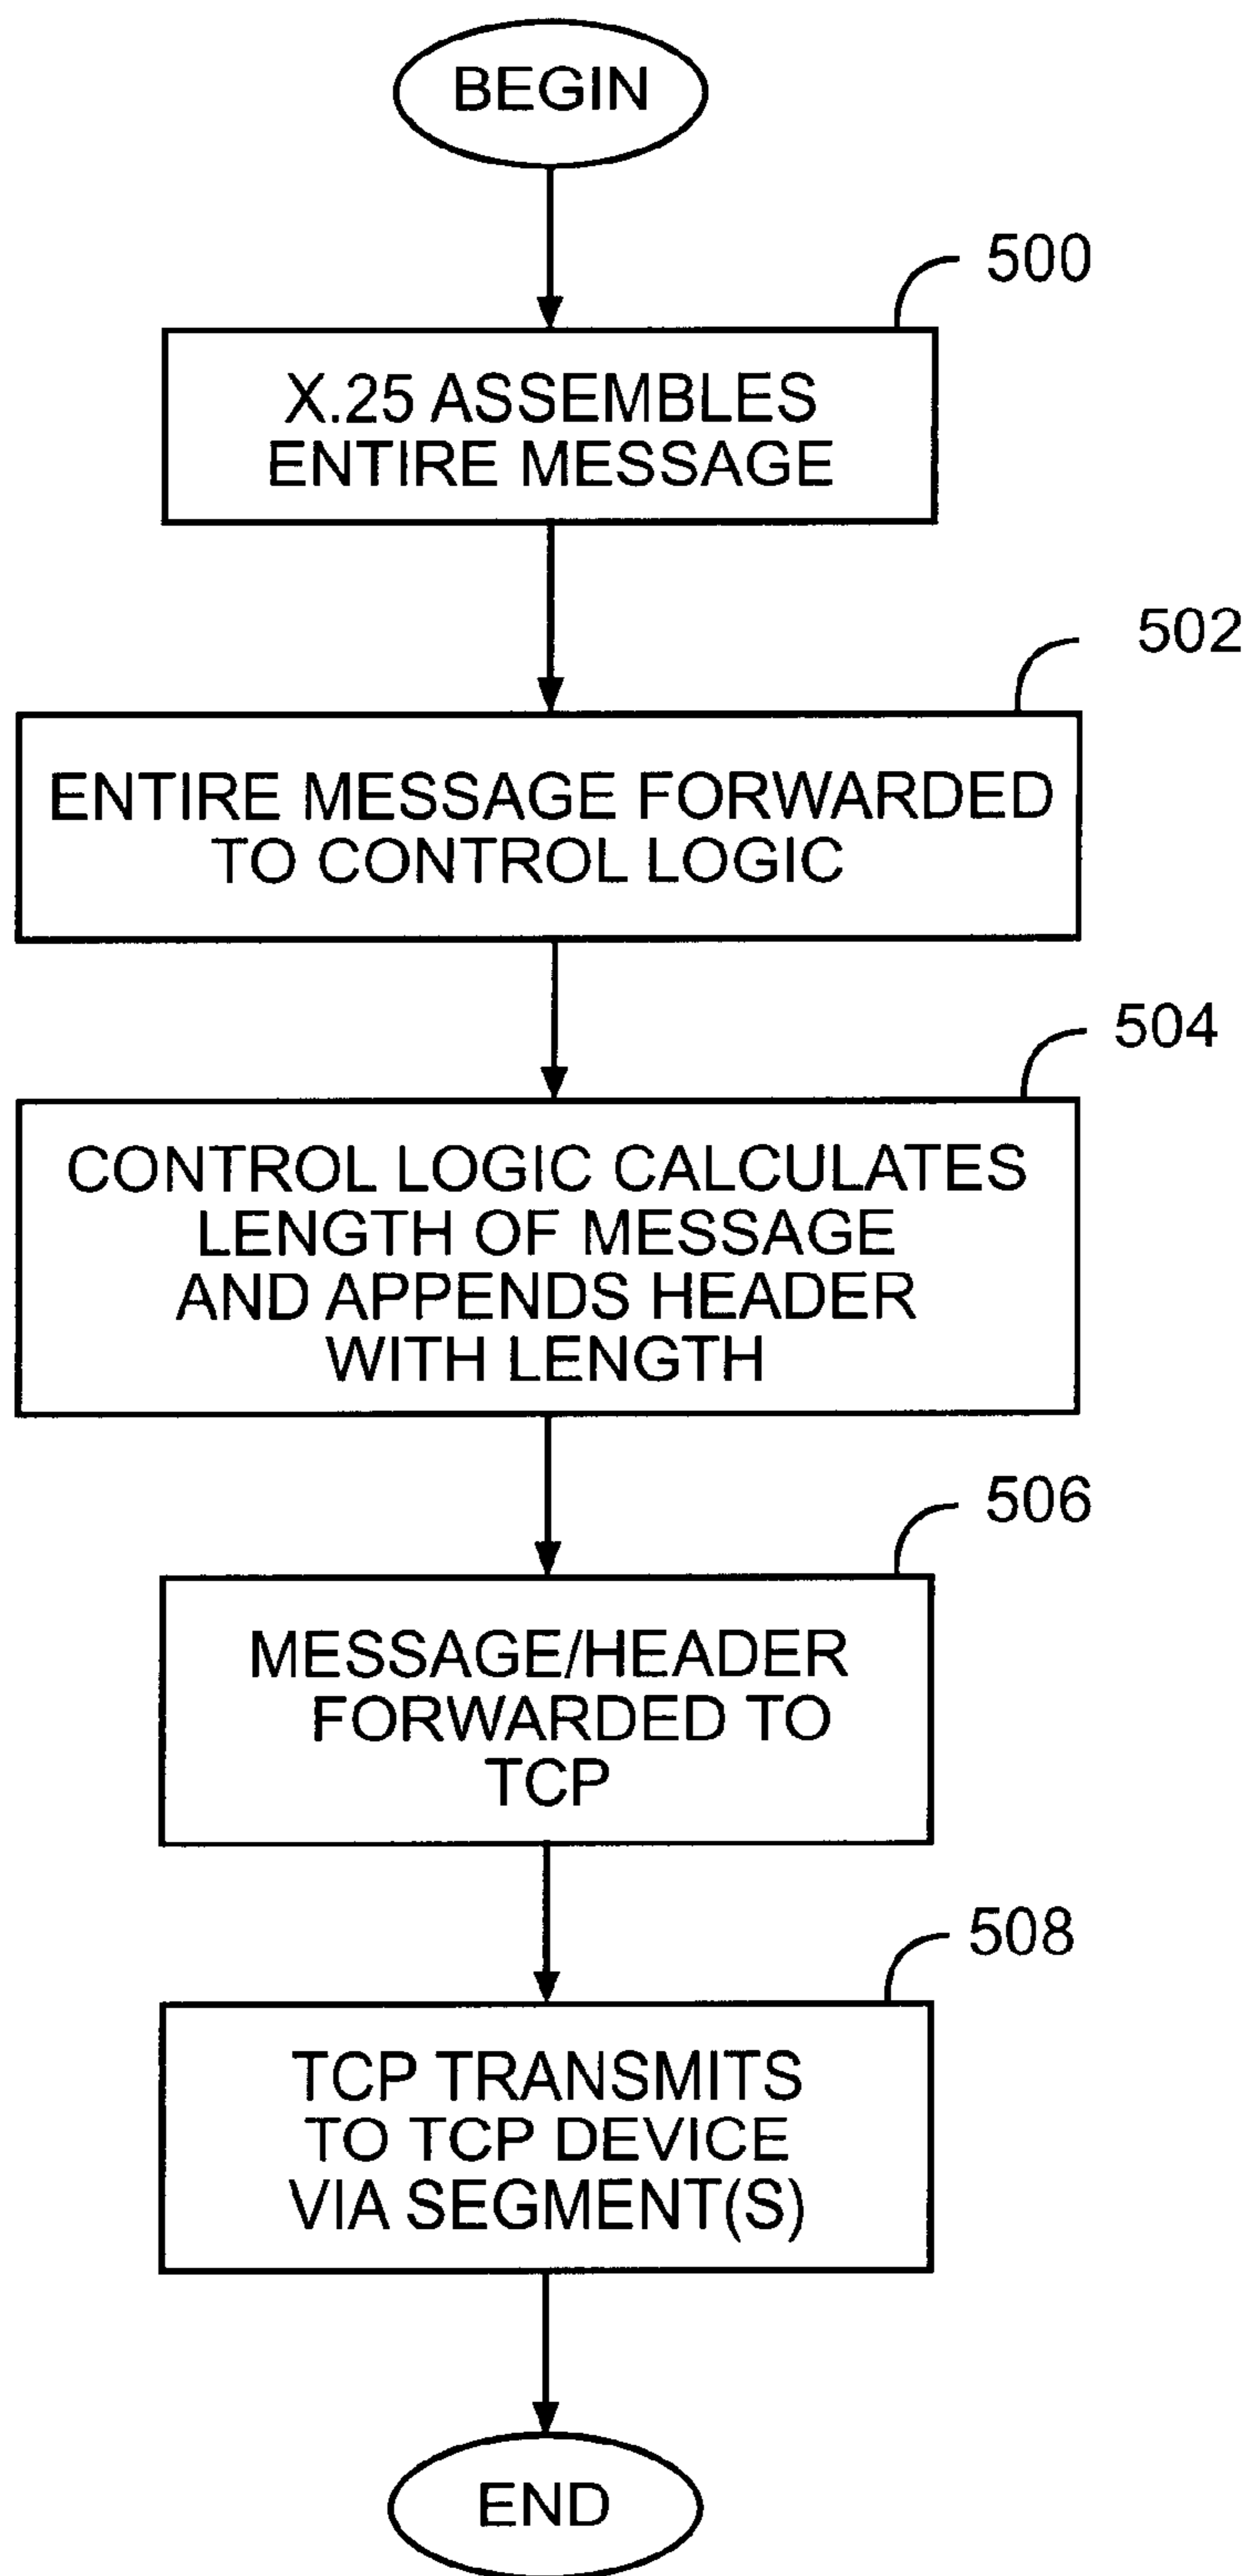 BEGIN
500
X.25 ASSEMBLES
ENTIRE MESSAGE
502
ENTIRE MESSAGE FORWARDED
TO CONTROL LOGIC
504
CONTROL LOGIC CALCULATES
LENGTH OF MESSAGE
AND APPENDS HEADER
WITH LENGTH
506
MESSAGE/HEADER
FORWARDED TO
TCP
508
TCP TRANSMITS
TO TCP DEVICE
VIA SEGMENT(S)
END